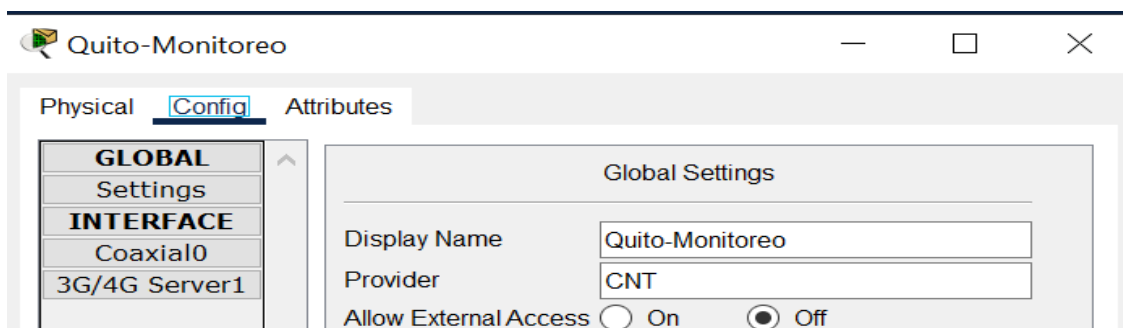 Quito-Monitoreo
Physical Config Attributes
GLOBAL
Settings
INTERFACE
Coaxial0
3G/4G Server1
Global Settings
Display Name Quito-Monitoreo
Provider CNT
Allow External Access On Off